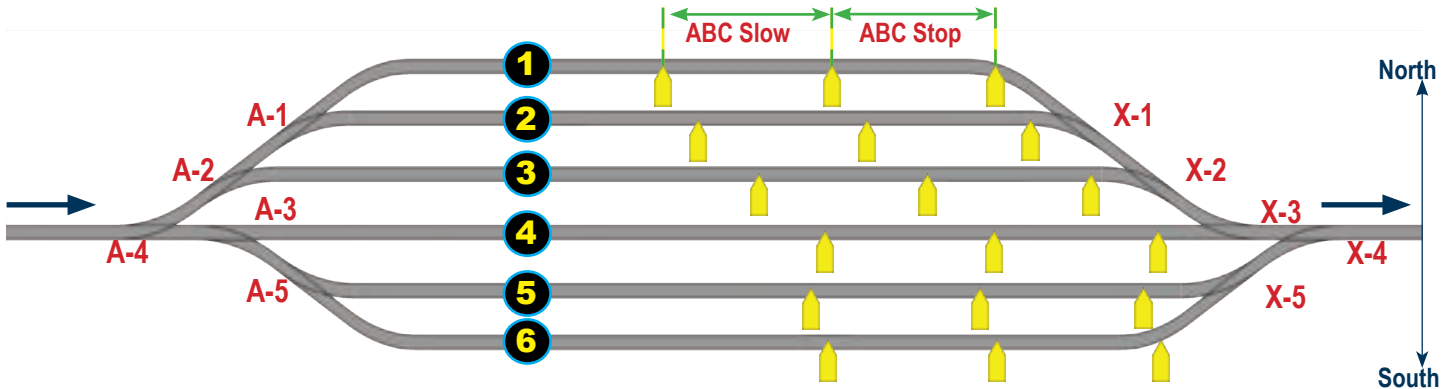 ABC Slow ABC Stop
1
North
A-1 2 X-1
A-2 3 X-2
A-3 X-3
A-4 4 X-4
A-5 5 X-5
6
South